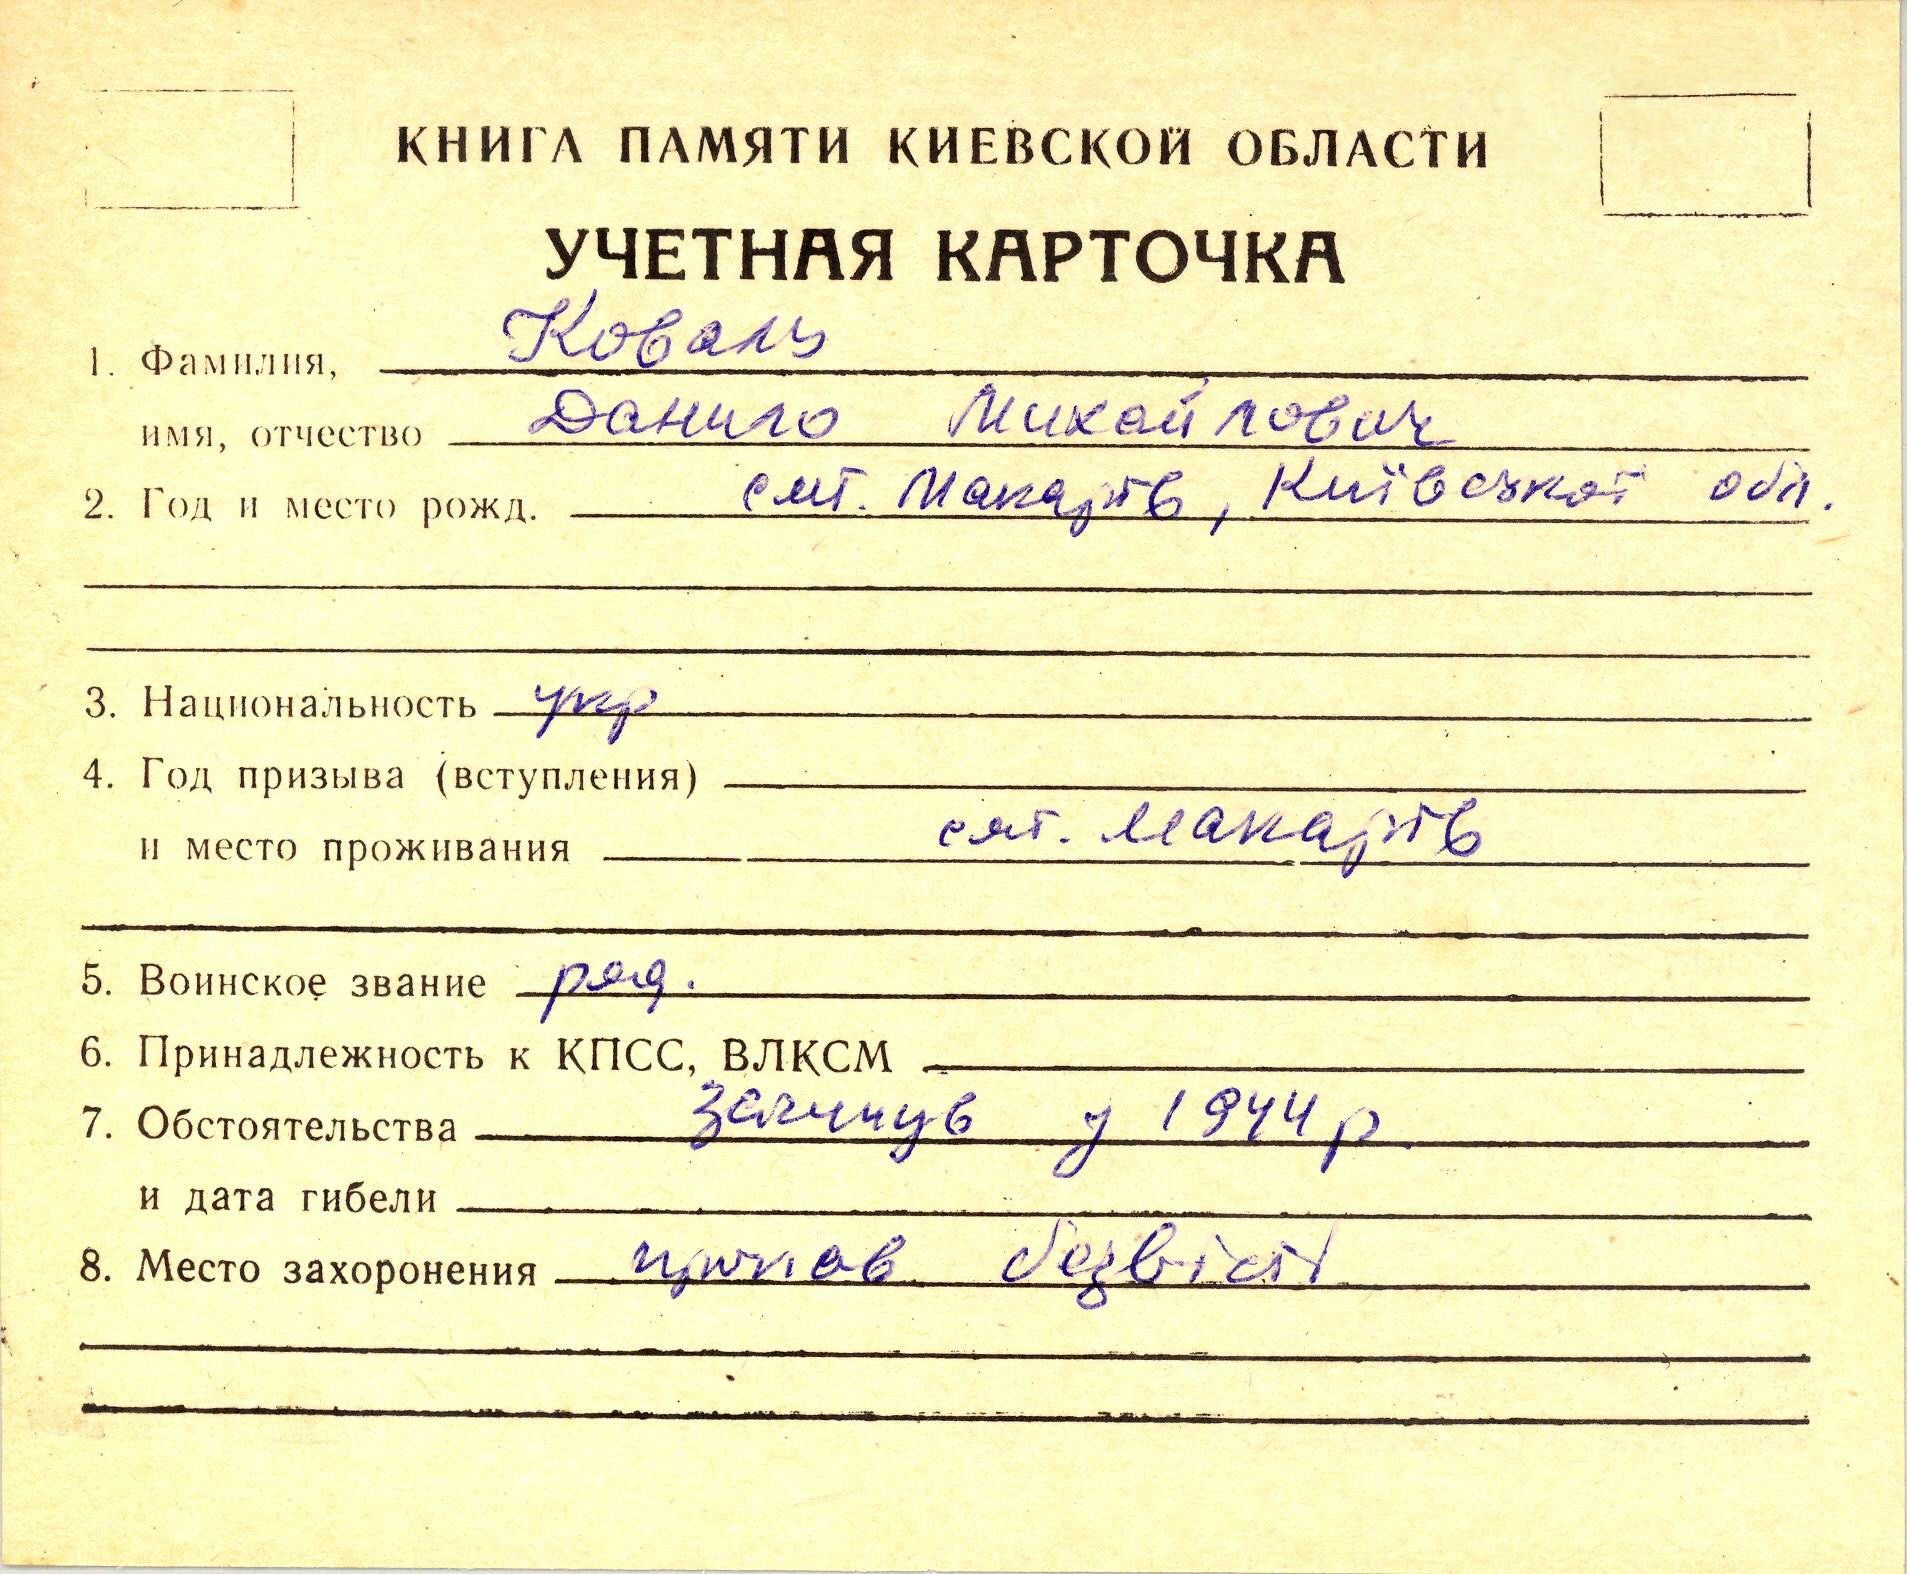 КНИГА ПАМЯТИ КИЕВСКОЙ ОБЛАСТИ
УЧЕТНАЯ КАРТОЧКА
1. Фамилия, Коваль
имя, отчество Данило Михайлович
2. Год и место рожд. смт. Макарів, Київської обл.
3. Национальность укр
4. Год призыва (вступления)
и место проживания смт. Макарів
5. Воинское звание ряд.
6. Принадлежность к КПСС, ВЛКСМ
7. Обстоятельства загинув у 1944 р.
и дата гибели
8. Место захоронения пропав безвісті